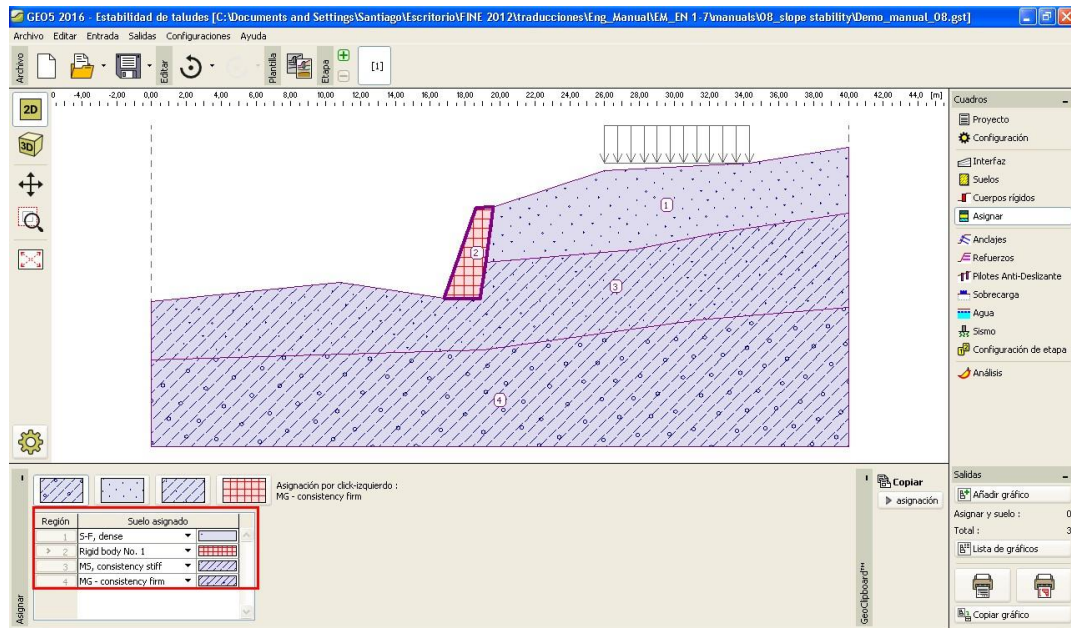 GEO5 2016 - Estabilidad de taludes [C:\Documents and Settings\Santiago\Escritorio\FINE 2012\traducciones\Eng_Manual\EM_EN 1-7\manuals\08_slope stability\Demo_manual_08.gst]
Archivo Editar Entrada Salidas Configuraciones Ayuda
Archivo
Editar
Plantilla
Etapa
[1]
0 -4,00 -2,00 0,00 2,00 4,00 6,00 8,00 10,00 12,00 14,00 16,00 18,00 20,00 22,00 24,00 26,00 28,00 30,00 32,00 34,00 36,00 38,00 40,00 42,00 44,0 [m]
2D
3D
1
2
3
4
Cuadros
Proyecto
Configuración
Interfaz
Suelos
Cuerpos rígidos
Asignar
Anclajes
Refuerzos
Pilotes Anti-Deslizante
Sobrecarga
Agua
Sismo
Configuración de etapa
Análisis
Asignación por click-izquierdo :
MG - consistency firm
Región Suelo asignado
1 S-F, dense
> 2 Rigid body No. 1
3 MS, consistency stiff
4 MG - consistency firm
Asignar
Copiar
asignación
GeoClipboard™
Salidas
Añadir gráfico
Asignar y suelo : 0
Total : 3
Lista de gráficos
Copiar gráfico